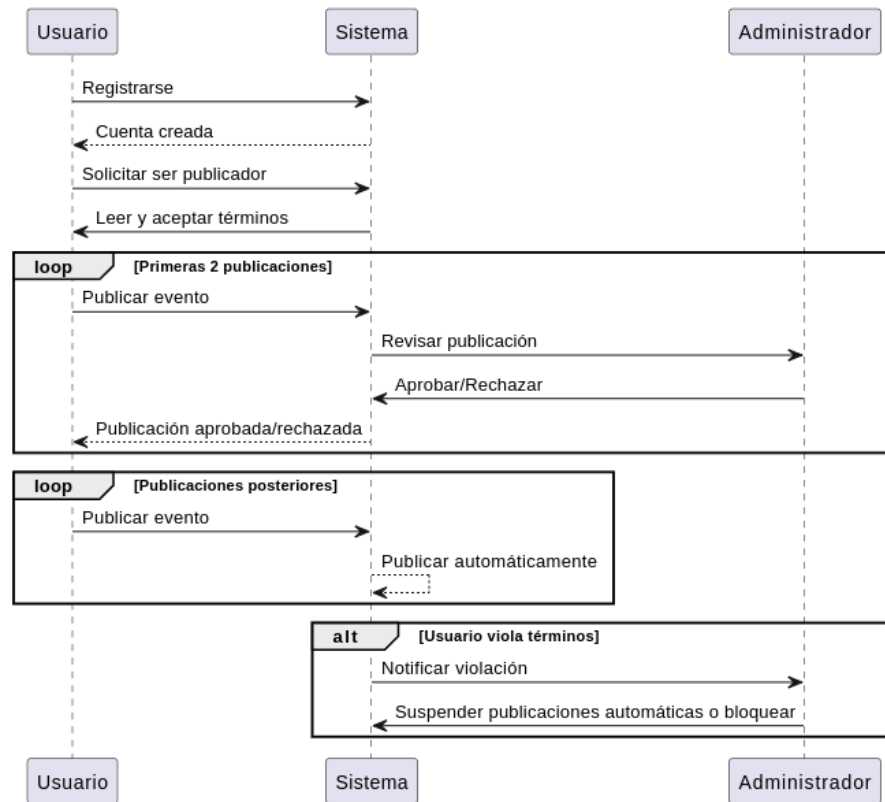 Usuario
Sistema
Administrador
Registrarse
Cuenta creada
Solicitar ser publicador
Leer y aceptar términos
loop
[Primeras 2 publicaciones]
Publicar evento
Revisar publicación
Aprobar/Rechazar
Publicación aprobada/rechazada
loop
[Publicaciones posteriores]
Publicar evento
Publicar automáticamente
alt
[Usuario viola términos]
Notificar violación
Suspender publicaciones automáticas o bloquear
Usuario
Sistema
Administrador